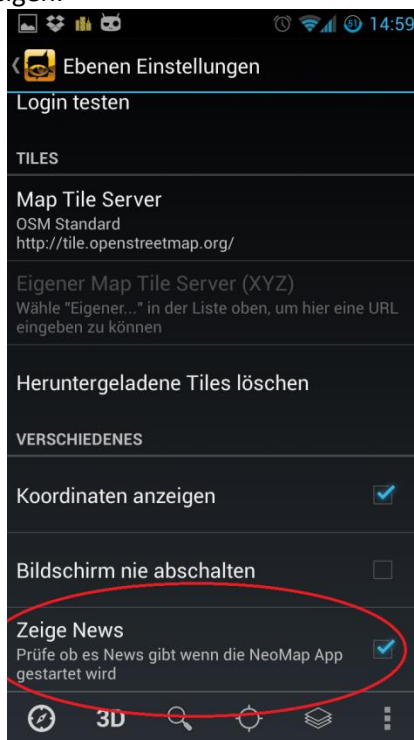 14:59
Ebenen Einstellungen
Login testen
TILES
Map Tile Server
OSM Standard
http://tile.openstreetmap.org/
Eigener Map Tile Server (XYZ)
Wähle "Eigener..." in der Liste oben, um hier eine URL
eingeben zu können
Heruntergeladene Tiles löschen
VERSCHIEDENES
Koordinaten anzeigen
Bildschirm nie abschalten
Zeige News
Prüfe ob es News gibt wenn die NeoMap App
gestartet wird
3D